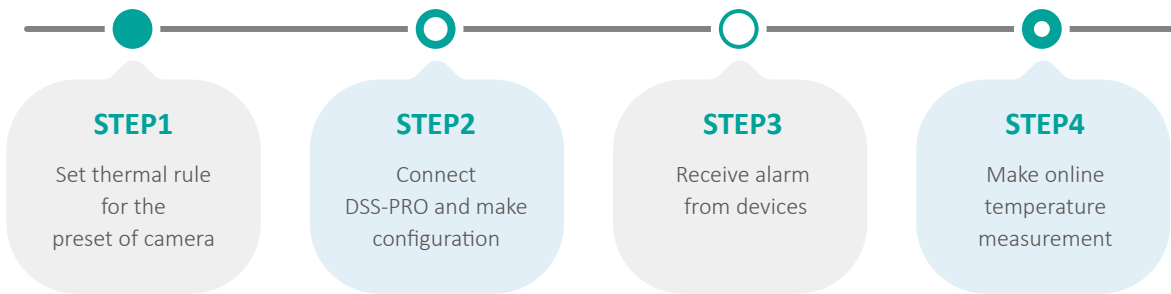 STEP1
Set thermal rule
for the
preset of camera
STEP2
Connect
DSS-PRO and make
configuration
STEP3
Receive alarm
from devices
STEP4
Make online
temperature
measurement